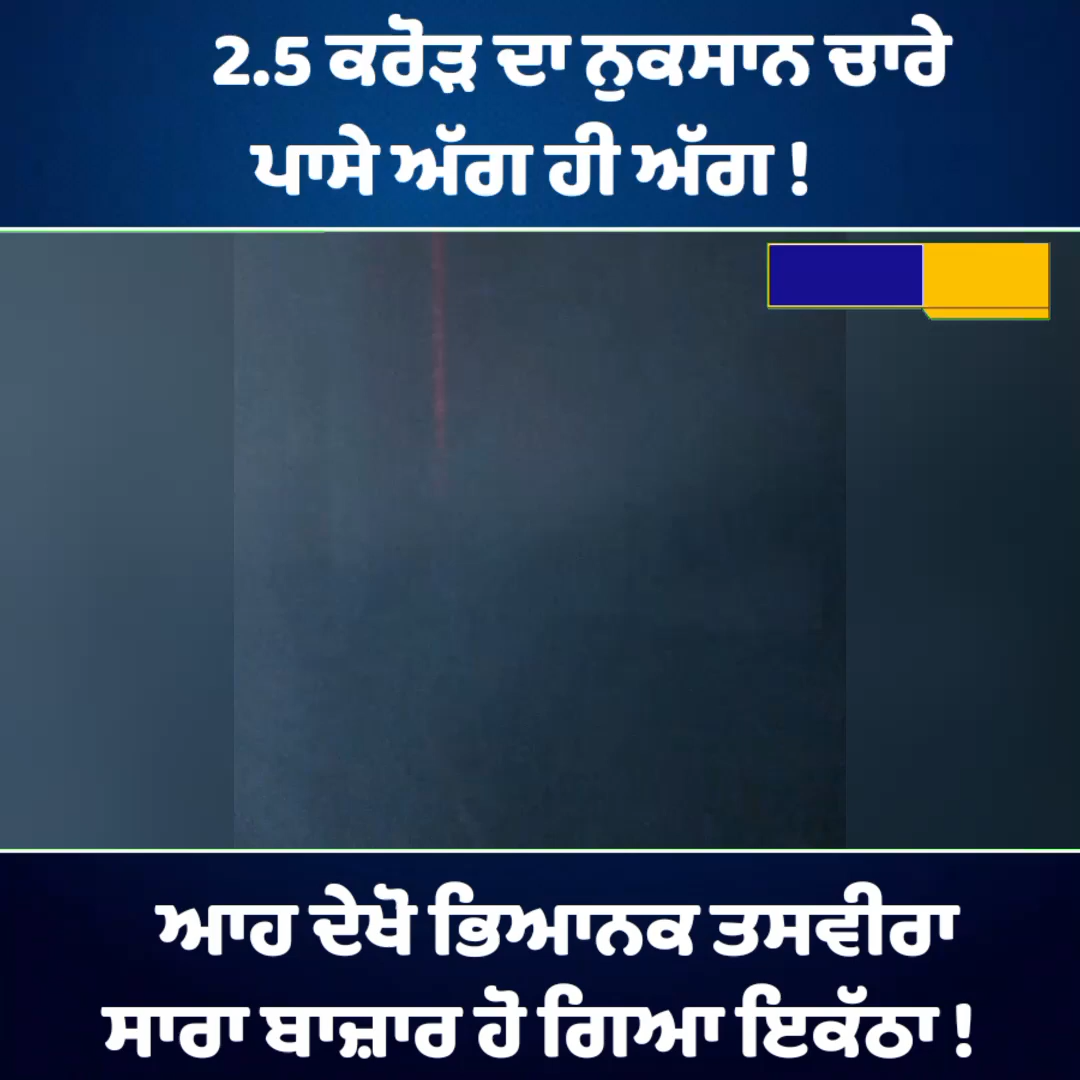 2.5 ਕਰੋੜ ਦਾ ਨੁਕਸਾਨ ਚਾਰੇ
ਪਾਸੇ ਅੱਗ ਹੀ ਅੱਗ !
ਆਹ ਦੇਖੋ ਭਿਆਨਕ ਤਸਵੀਰਾ
ਸਾਰਾ ਬਾਜ਼ਾਰ ਹੋ ਗਿਆ ਇਕੱਠਾ !